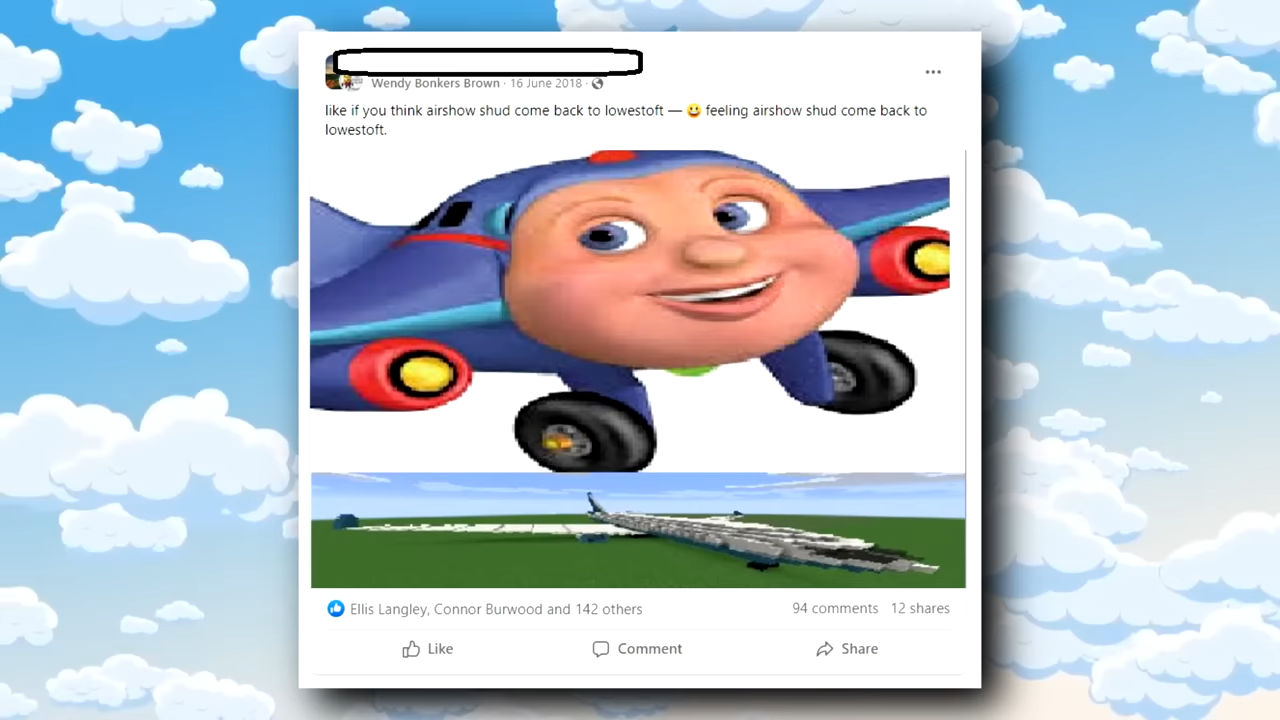 Wendy Bonkers Brown · 16 June 2018 ·
like if you think airshow shud come back to lowestoft — 😀 feeling airshow shud come back to
lowestoft.
Ellis Langley, Connor Burwood and 142 others 94 comments 12 shares
Like Comment Share